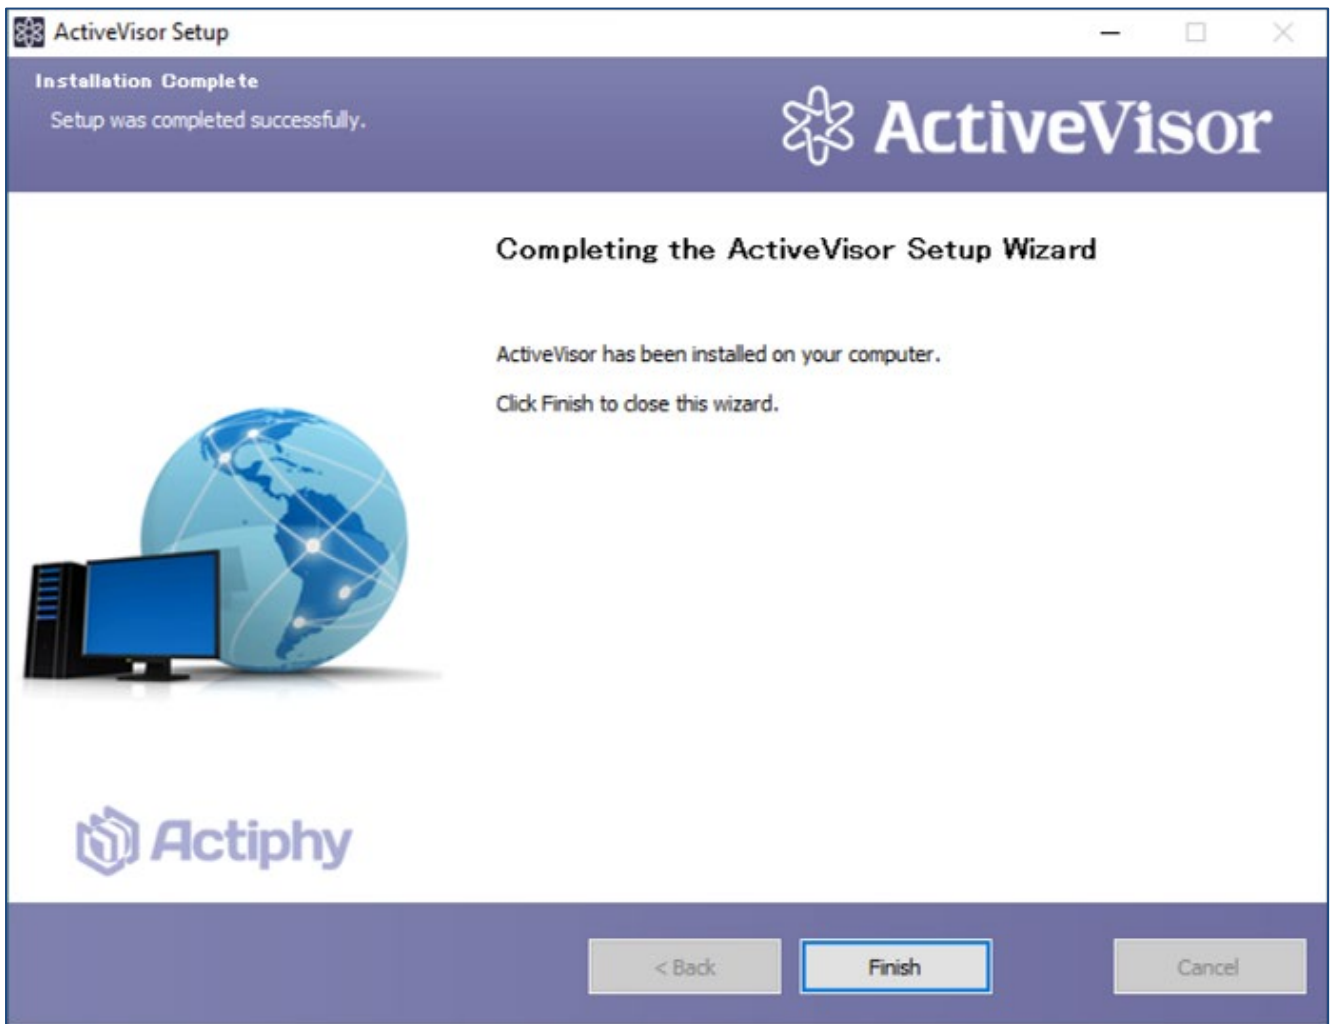 ActiveVisor Setup
Installation Complete
Setup was completed successfully.
ActiveVisor
Completing the ActiveVisor Setup Wizard
ActiveVisor has been installed on your computer.
Click Finish to close this wizard.
Actiphy
< Back
Finish
Cancel